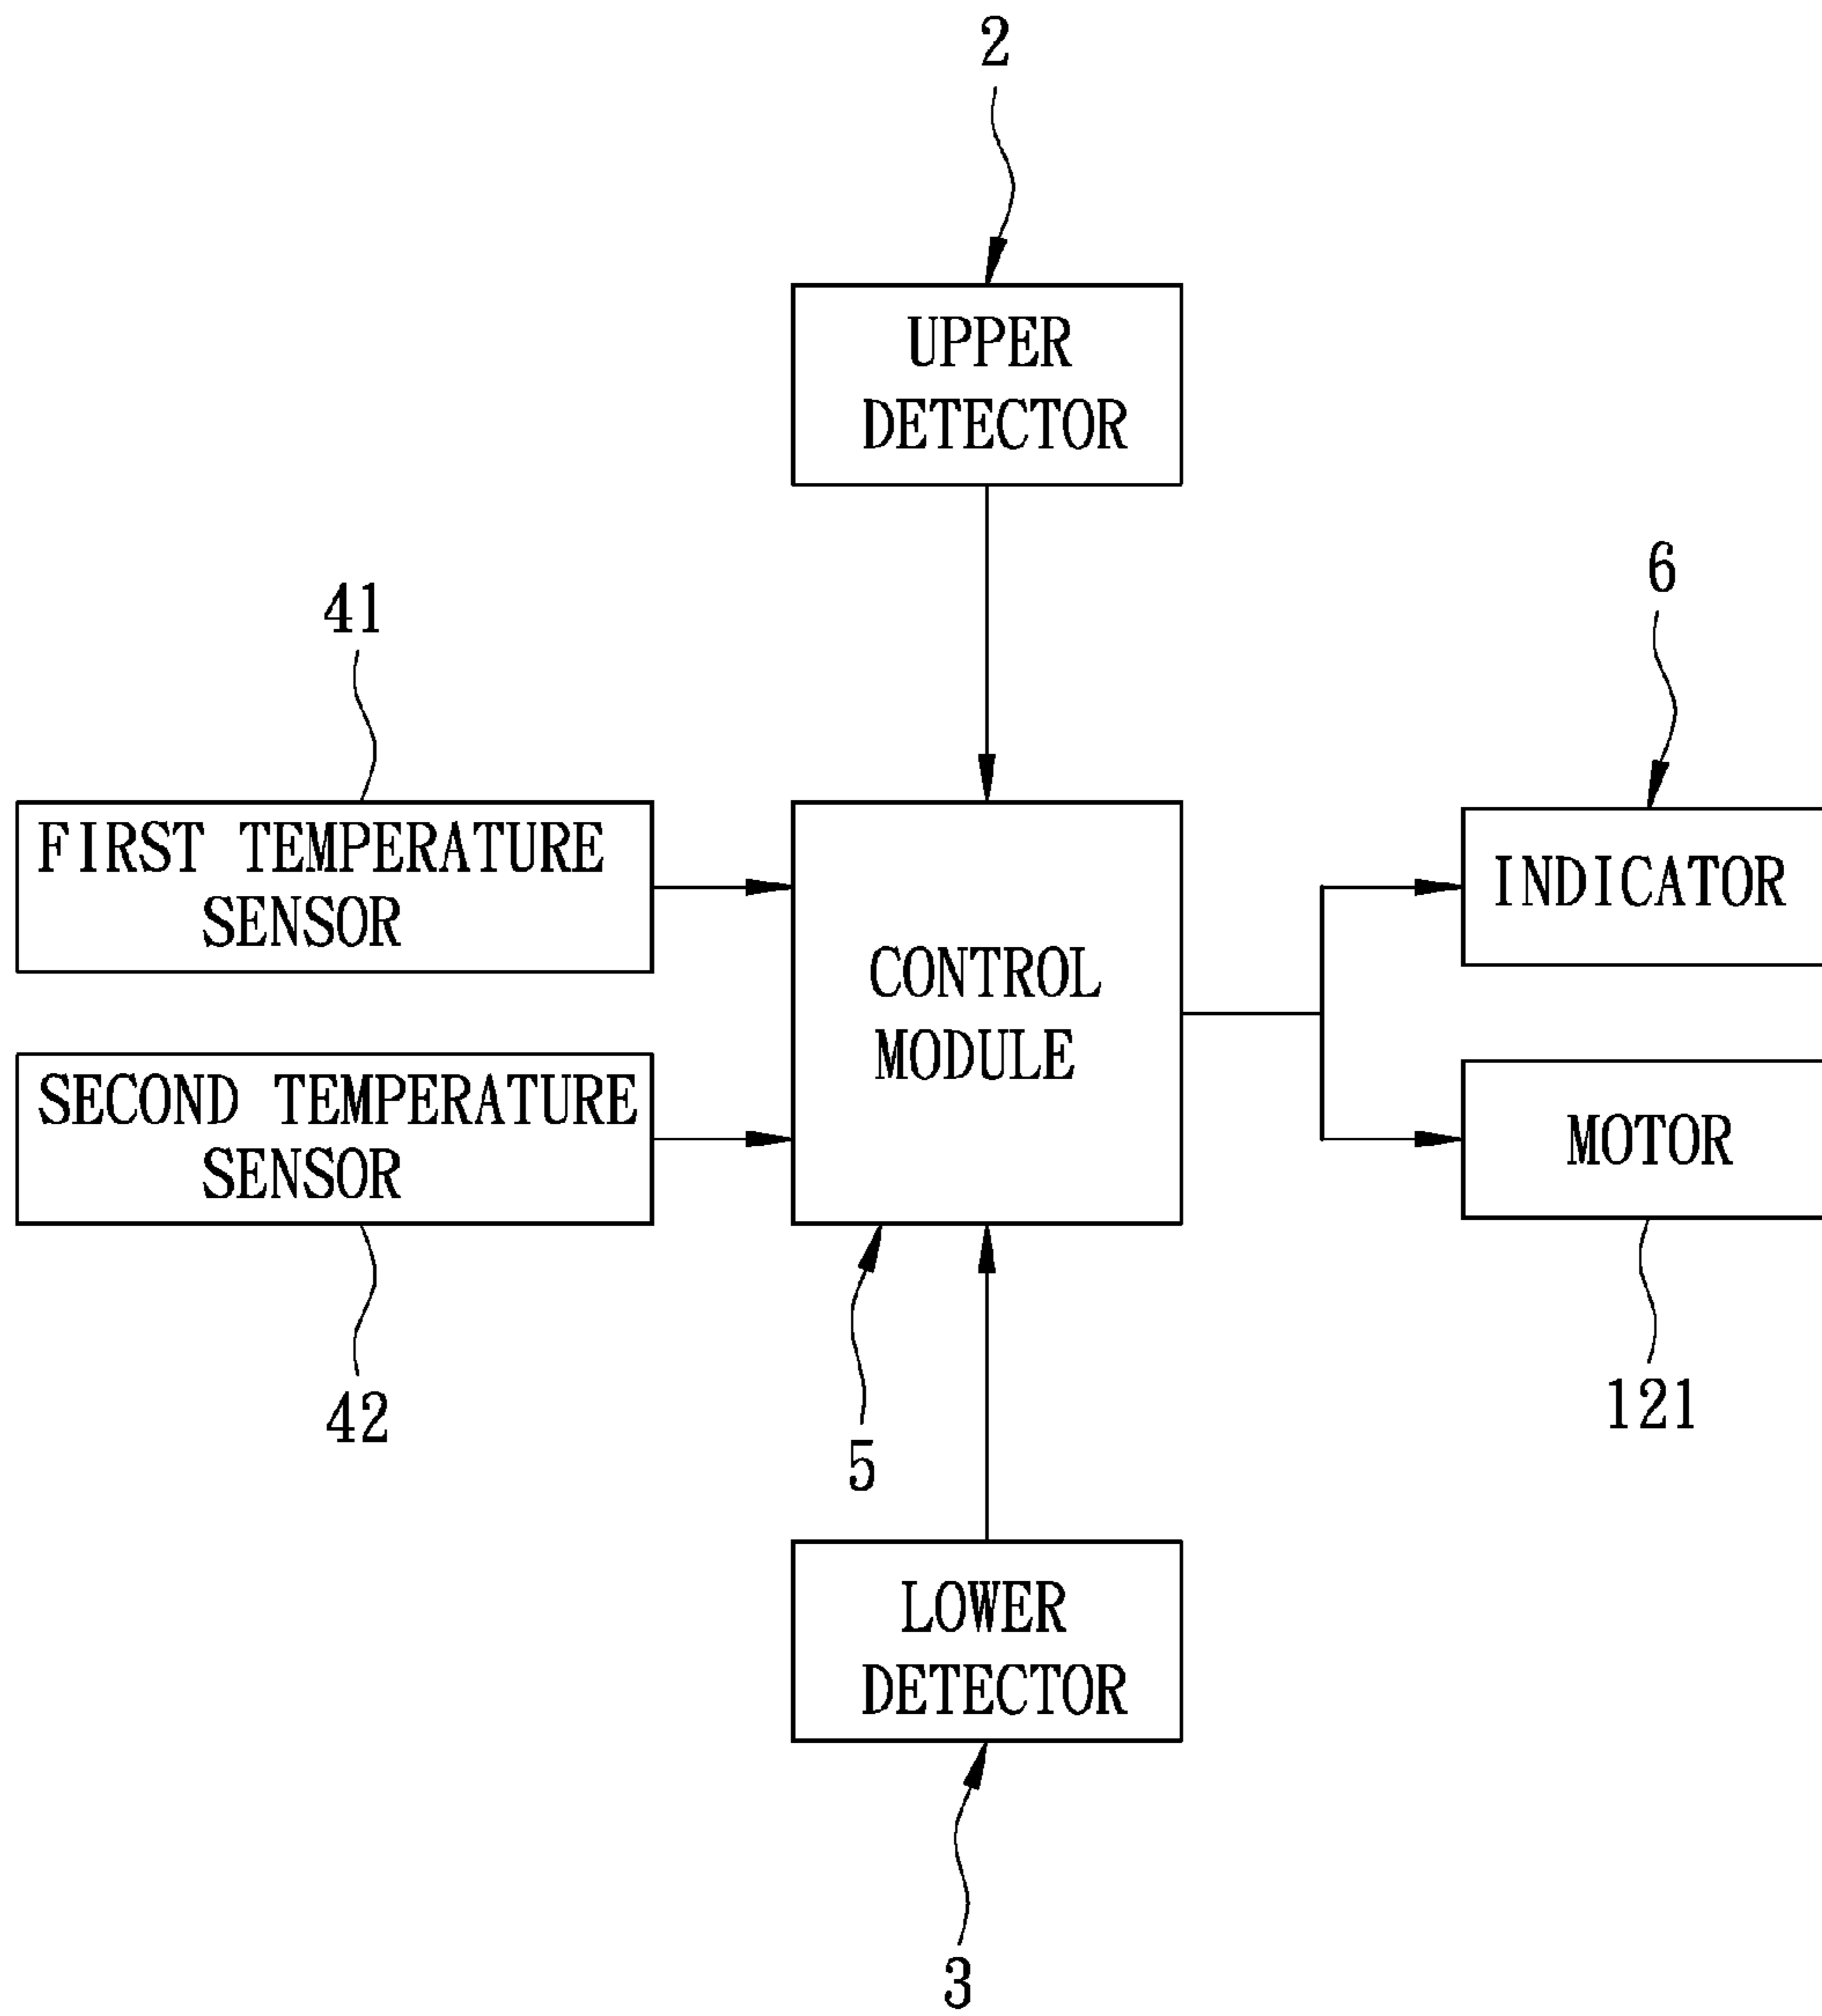 2
UPPER
DETECTOR
6
41
FIRST TEMPERATURE
SENSOR
INDICATOR
CONTROL
MODULE
SECOND TEMPERATURE
SENSOR
MOTOR
42
121
5
LOWER
DETECTOR
3